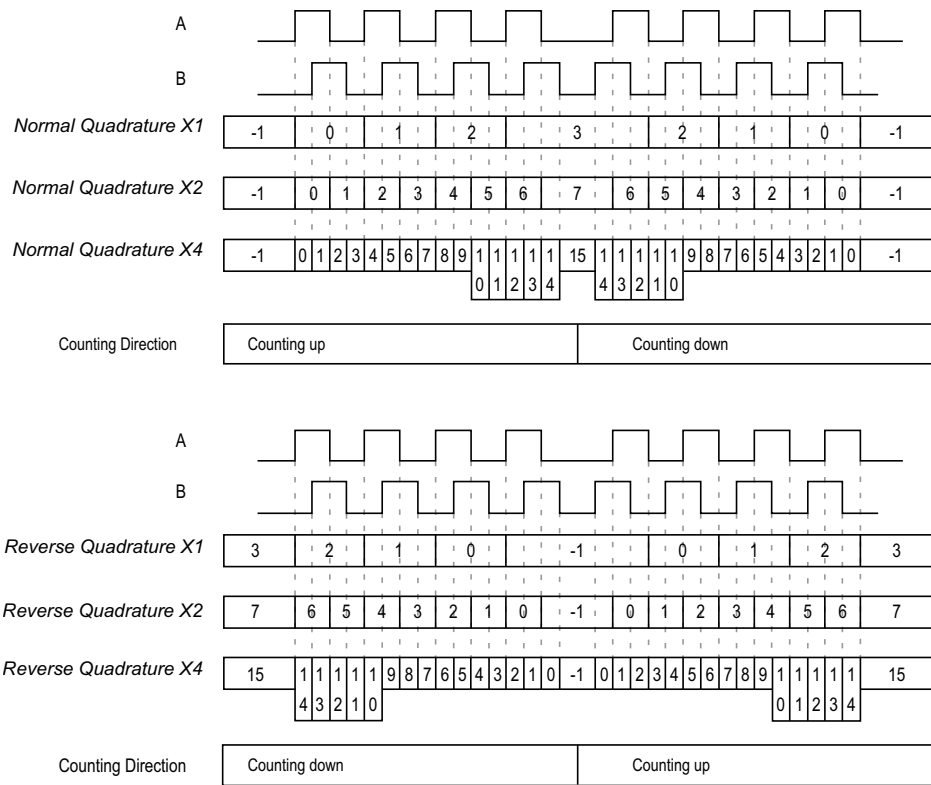 A
B
Normal Quadrature X1 -1 0 1 2 3 2 1 0 -1
Normal Quadrature X2 -1 0 1 2 3 4 5 6 7 6 5 4 3 2 1 0 -1
Normal Quadrature X4 -1 0 1 2 3 4 5 6 7 8 9 10 11 12 13 14 15 14 13 12 11 10 9 8 7 6 5 4 3 2 1 0 -1
Counting Direction Counting up Counting down
A
B
Reverse Quadrature X1 3 2 1 0 -1 0 1 2 3
Reverse Quadrature X2 7 6 5 4 3 2 1 0 -1 0 1 2 3 4 5 6 7
Reverse Quadrature X4 15 14 13 12 11 10 9 8 7 6 5 4 3 2 1 0 -1 0 1 2 3 4 5 6 7 8 9 10 11 12 13 14 15
Counting Direction Counting down Counting up